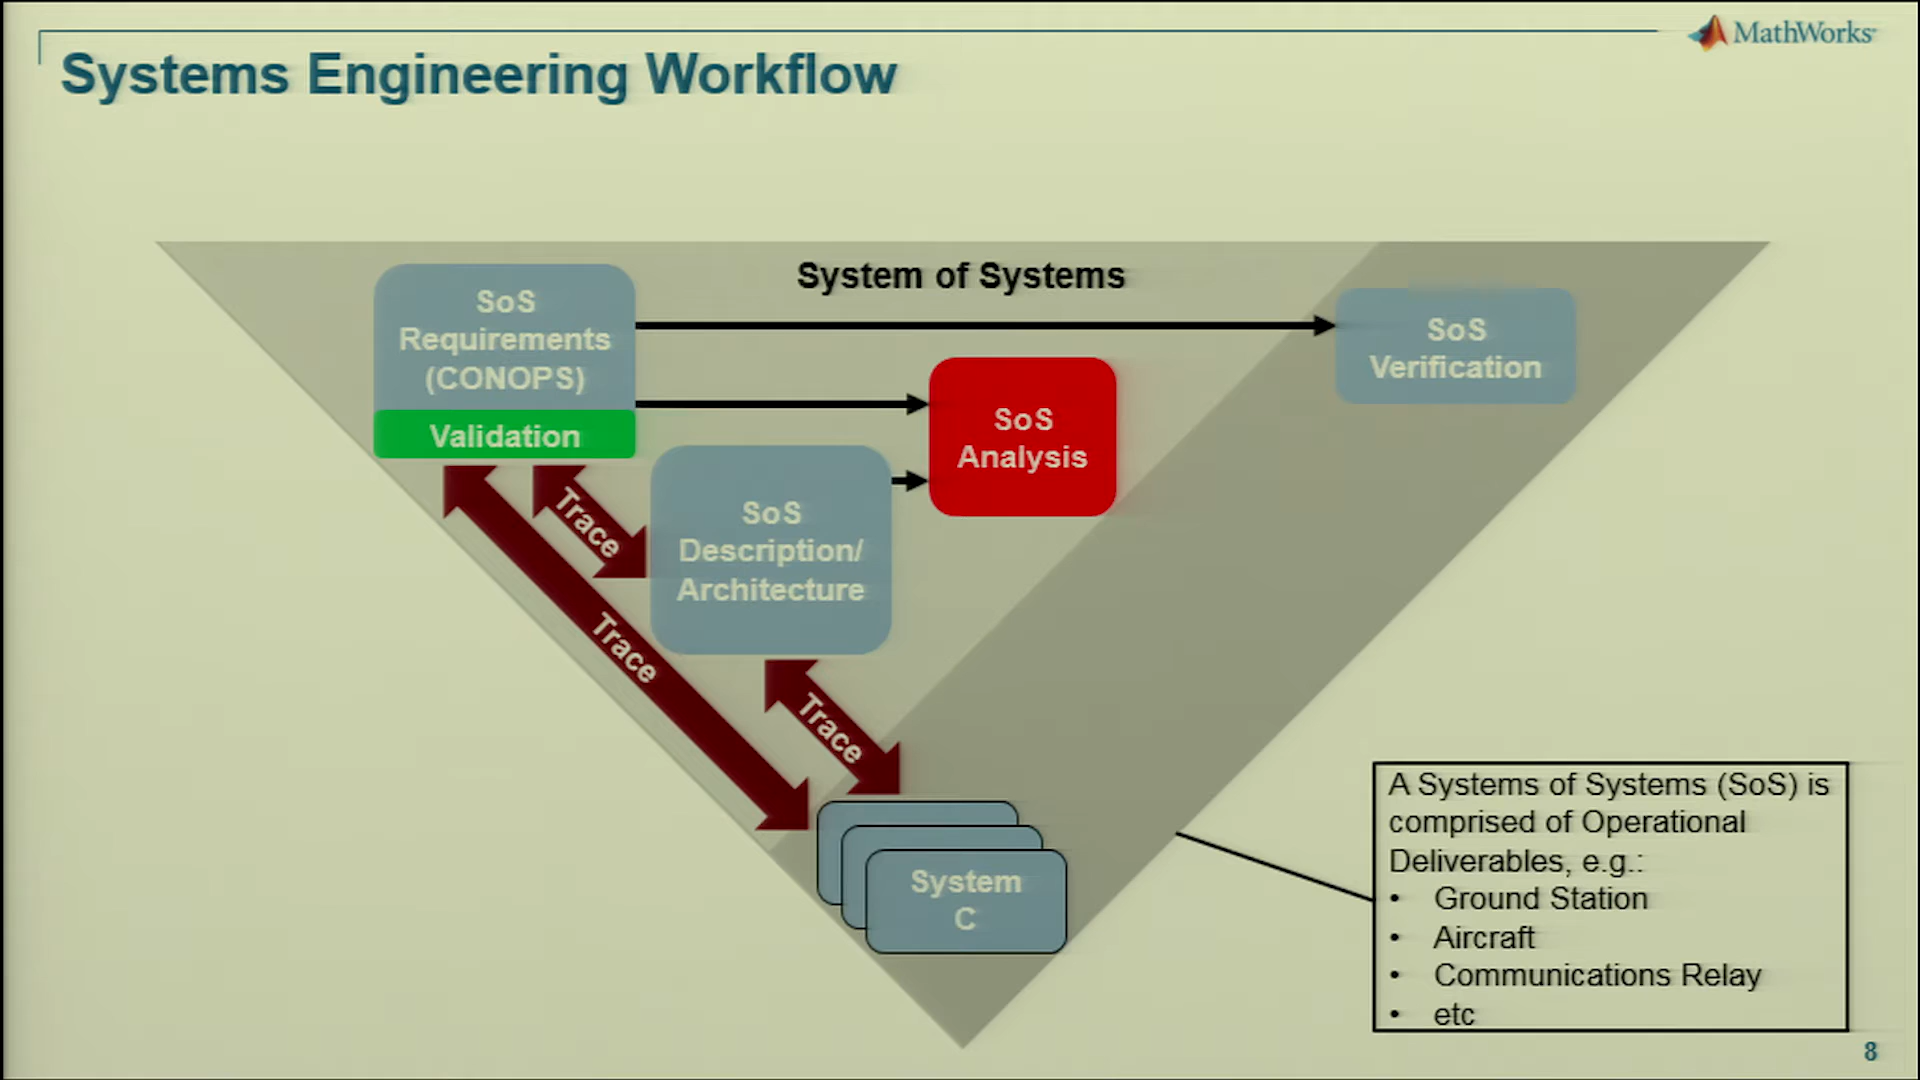 MathWorks
Systems Engineering Workflow
System of Systems
SoS
Requirements
(CONOPS)
Validation
SoS
Verification
SoS
Analysis
SoS
Description/
Architecture
Trace
Trace
Trace
System
C
A Systems of Systems (SoS) is
comprised of Operational
Deliverables, e.g.:
• Ground Station
• Aircraft
• Communications Relay
• etc
8